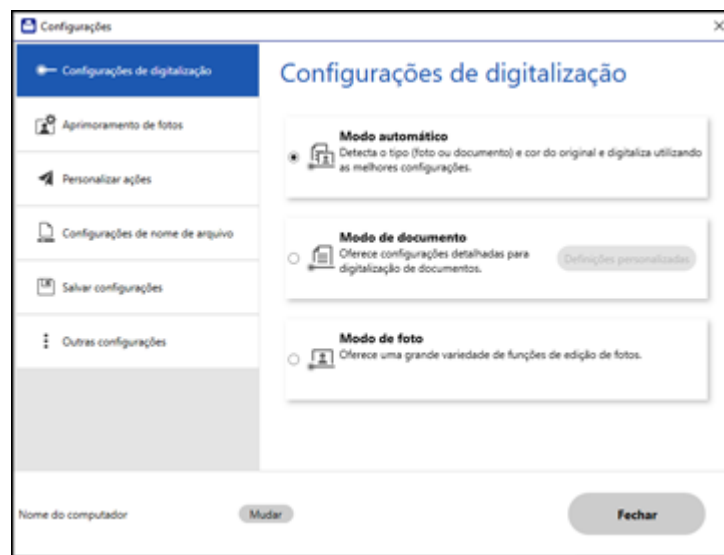 Configurações
Configurações de digitalização
Aprimoramento de fotos
Personalizar ações
Configurações de nome de arquivo
Salvar configurações
Outras configurações
Configurações de digitalização
Modo automático
Detecta o tipo (foto ou documento) e cor do original e digitaliza utilizando
as melhores configurações.
Modo de documento
Oferece configurações detalhadas para
digitalização de documentos.
Definições personalizadas
Modo de foto
Oferece uma grande variedade de funções de edição de fotos.
Nome do computador
Mudar
Fechar